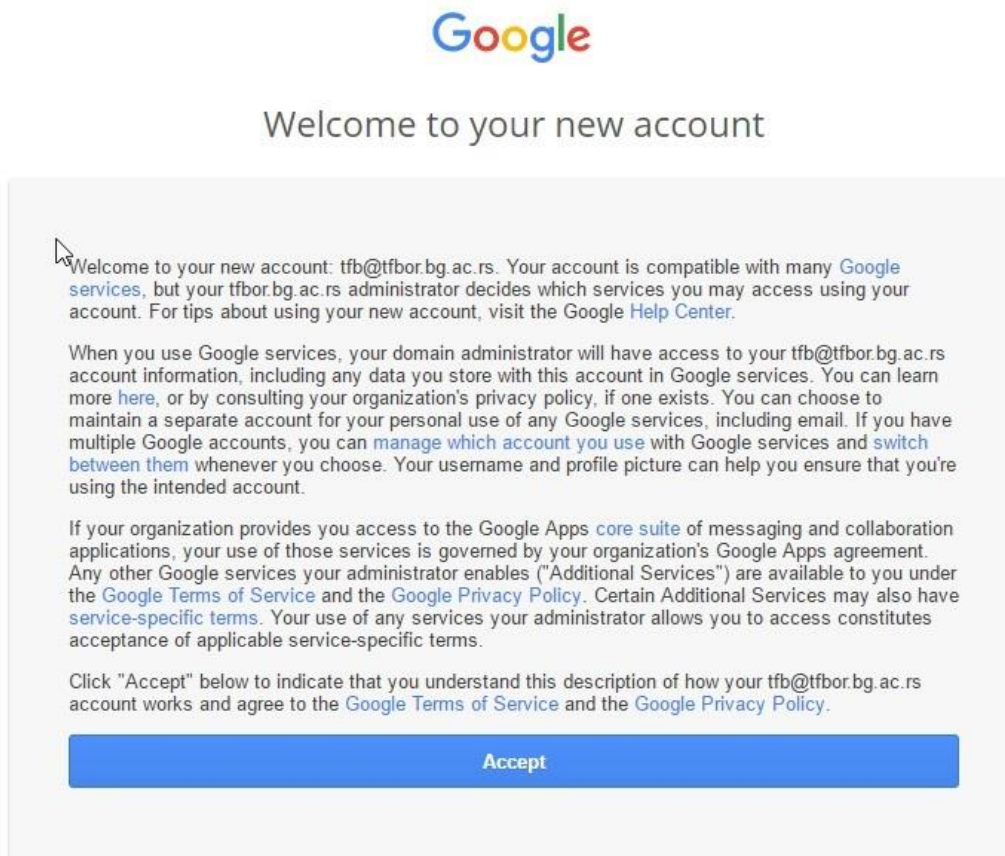 Google
Welcome to your new account
Welcome to your new account: tfb@tfbor.bg.ac.rs. Your account is compatible with many Google
services, but your tfbor.bg.ac.rs administrator decides which services you may access using your
account. For tips about using your new account, visit the Google Help Center.
When you use Google services, your domain administrator will have access to your tfb@tfbor.bg.ac.rs
account information, including any data you store with this account in Google services. You can learn
more here, or by consulting your organization's privacy policy, if one exists. You can choose to
maintain a separate account for your personal use of any Google services, including email. If you have
multiple Google accounts, you can manage which account you use with Google services and switch
between them whenever you choose. Your username and profile picture can help you ensure that you're
using the intended account.
If your organization provides you access to the Google Apps core suite of messaging and collaboration
applications, your use of those services is governed by your organization's Google Apps agreement.
Any other Google services your administrator enables ("Additional Services") are available to you under
the Google Terms of Service and the Google Privacy Policy. Certain Additional Services may also have
service-specific terms. Your use of any services your administrator allows you to access constitutes
acceptance of applicable service-specific terms.
Click "Accept" below to indicate that you understand this description of how your tfb@tfbor.bg.ac.rs
account works and agree to the Google Terms of Service and the Google Privacy Policy.
Accept